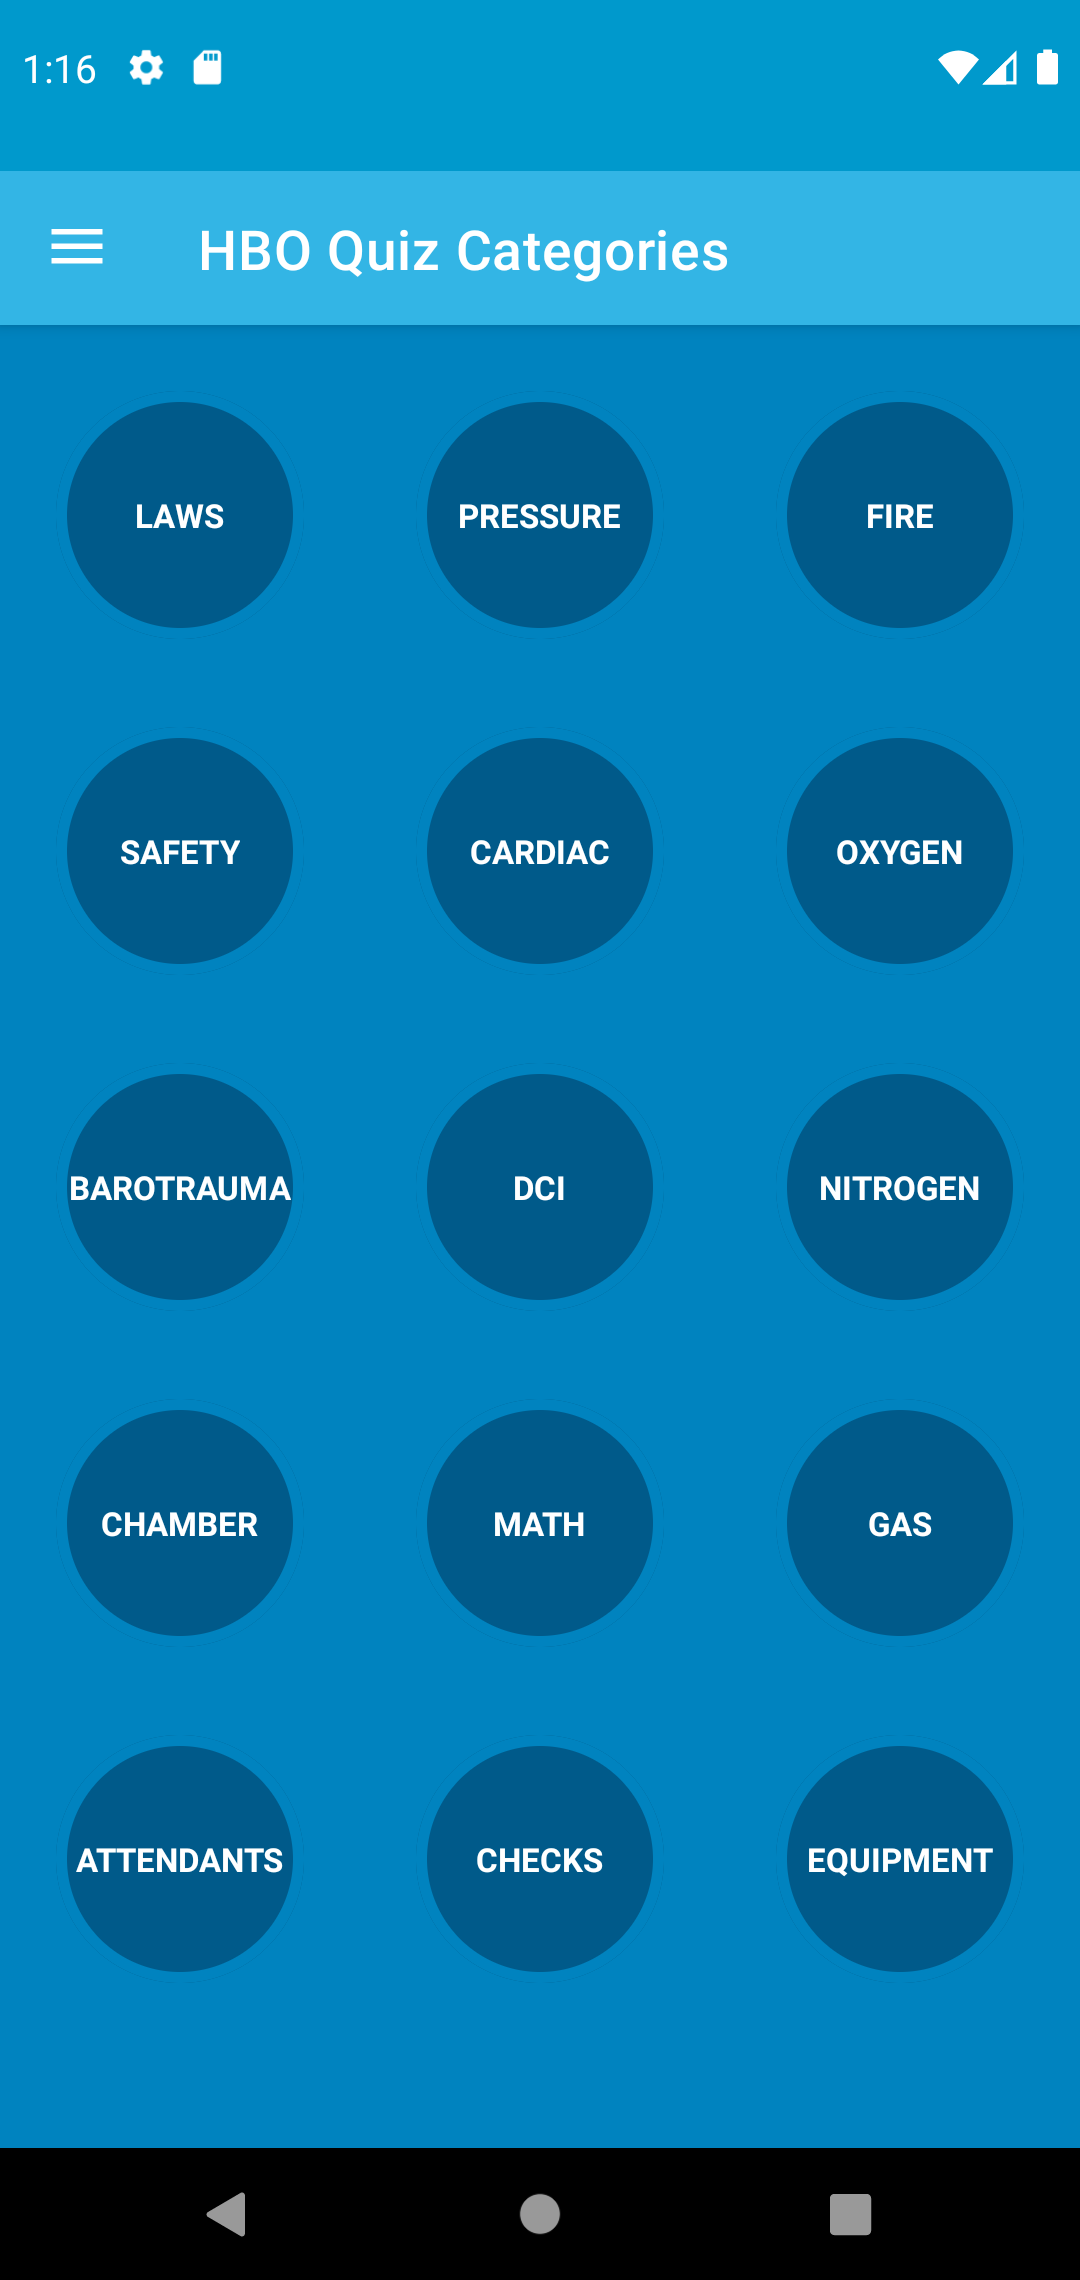 1:16
HBO Quiz Categories
LAWS
PRESSURE
FIRE
SAFETY
CARDIAC
OXYGEN
BAROTRAUMA
DCI
NITROGEN
CHAMBER
MATH
GAS
ATTENDANTS
CHECKS
EQUIPMENT